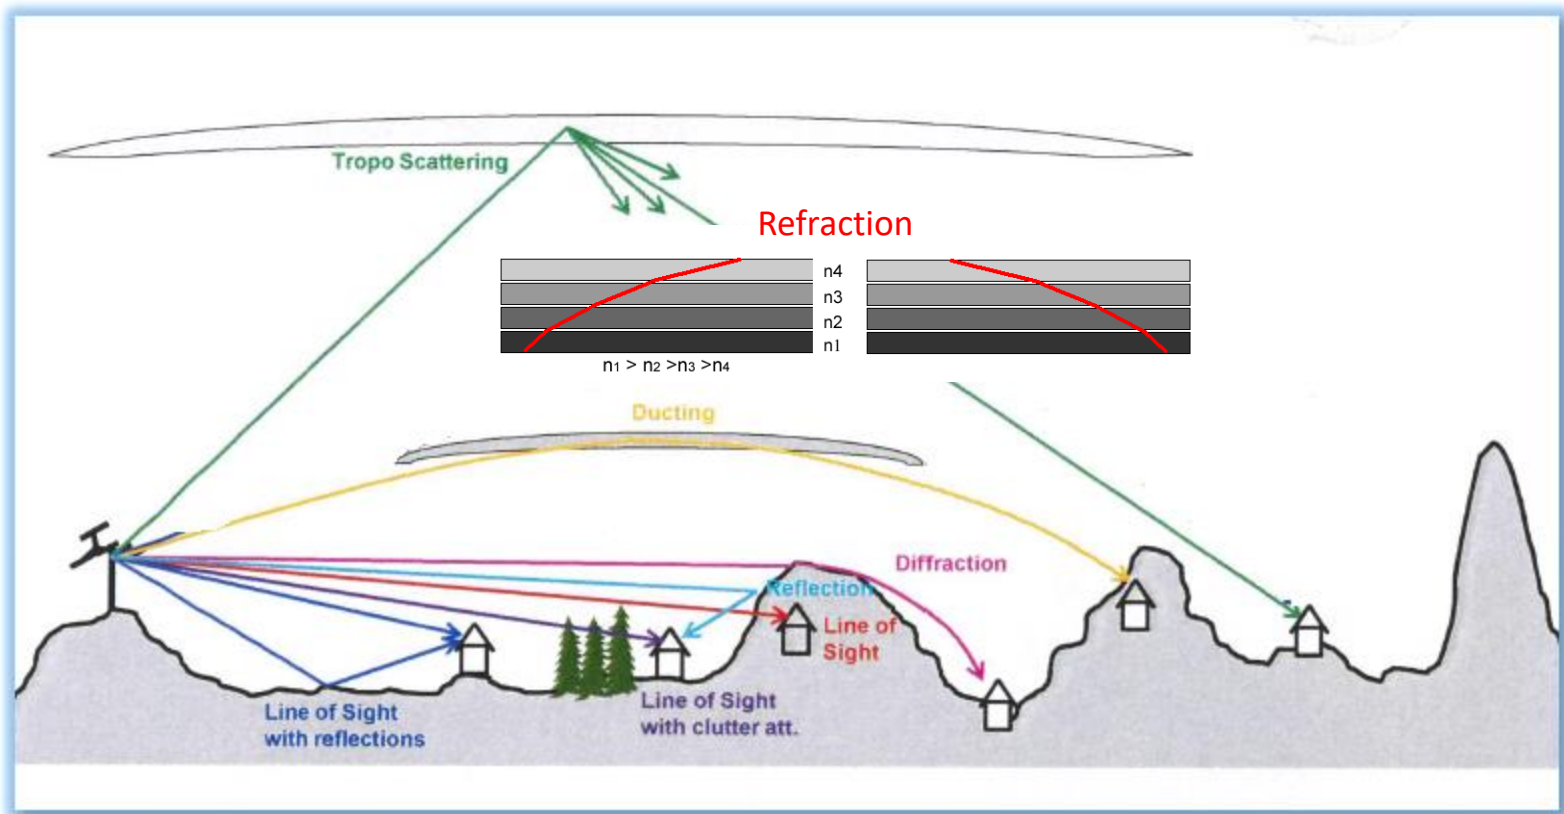 Tropo Scattering
Refraction
n4
n3
n2
n1
n1 > n2 >n3 >n4
Ducting
Diffraction
Reflection
Line of
Sight
Line of Sight
with clutter att.
Line of Sight
with reflections